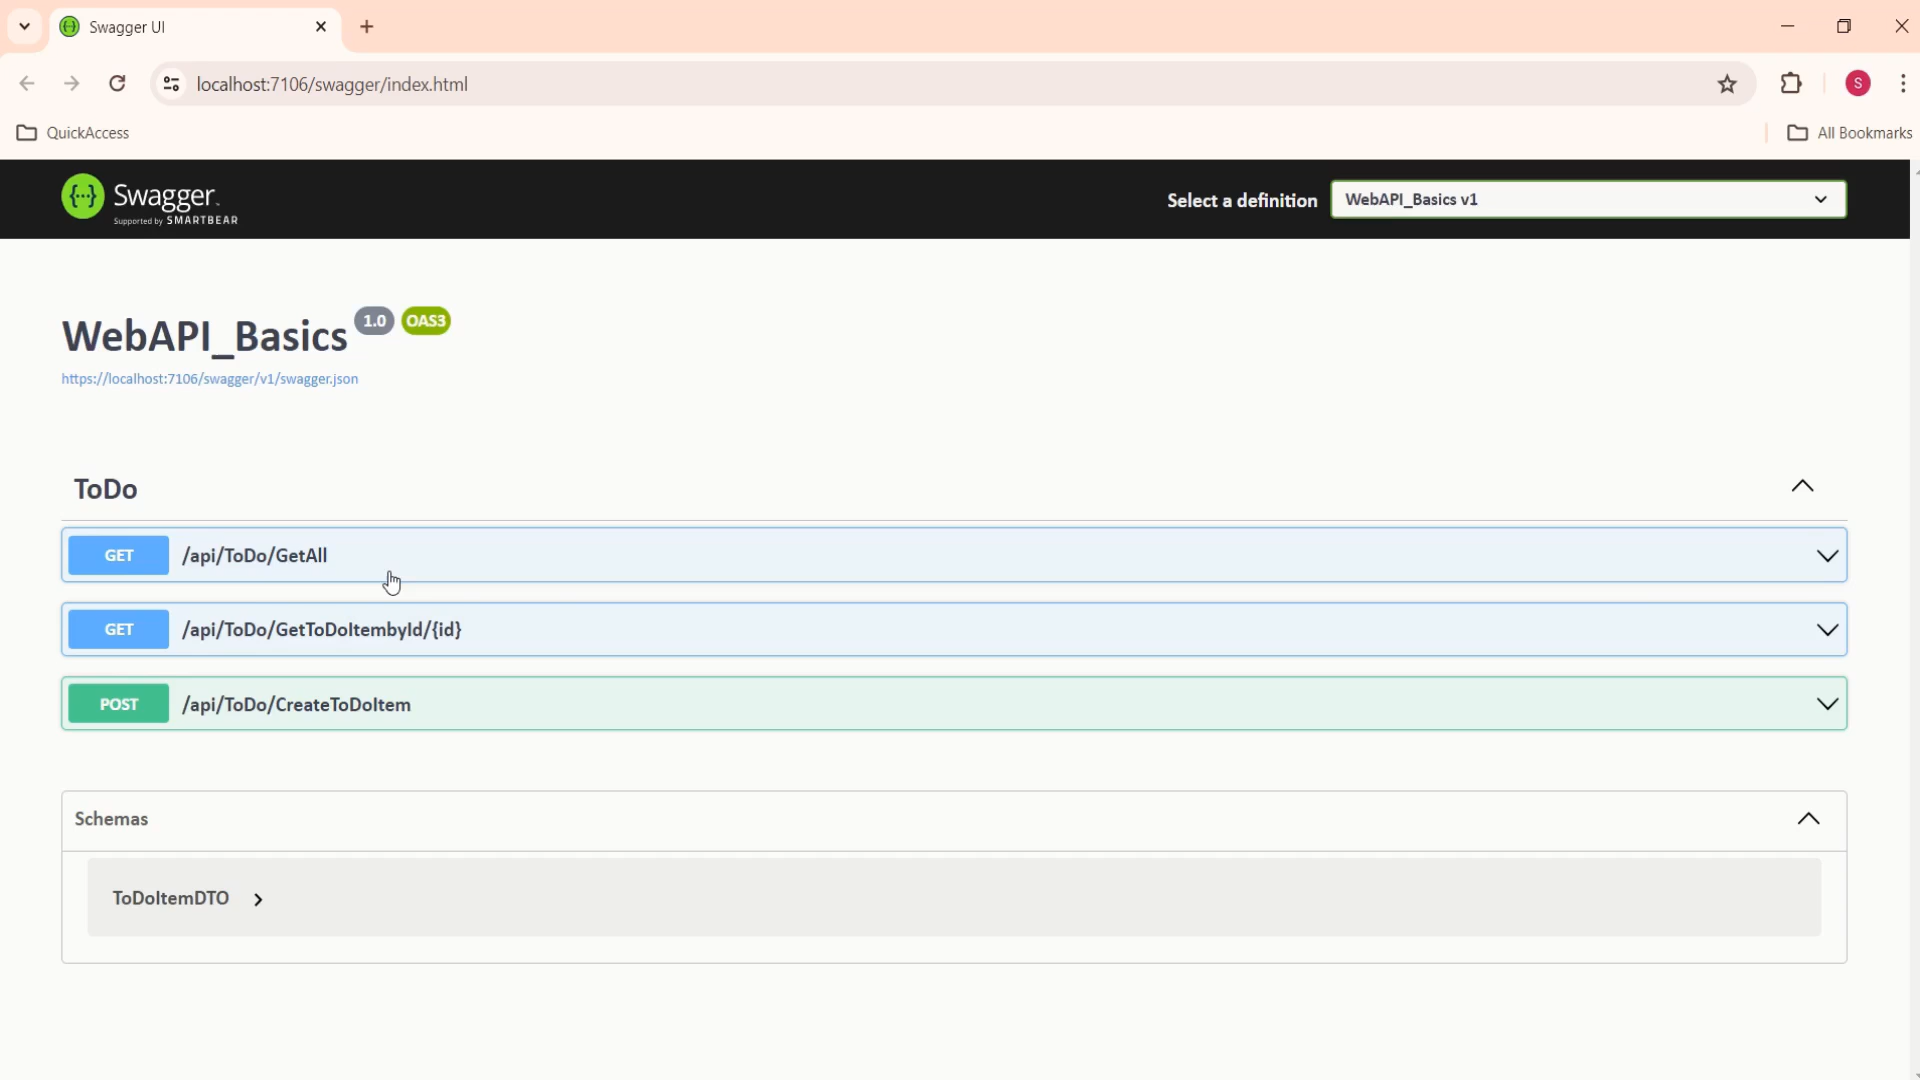 Swagger UI
localhost:7106/swagger/index.html
S
QuickAccess
All Bookmarks
{···} Swagger.
Supported by SMARTBEAR
Select a definition
WebAPI_Basics v1
WebAPI_Basics 1.0 OAS3
https://localhost:7106/swagger/v1/swagger.json
ToDo
GET /api/ToDo/GetAll
GET /api/ToDo/GetToDoItembyId/{id}
POST /api/ToDo/CreateToDoItem
Schemas
ToDoItemDTO